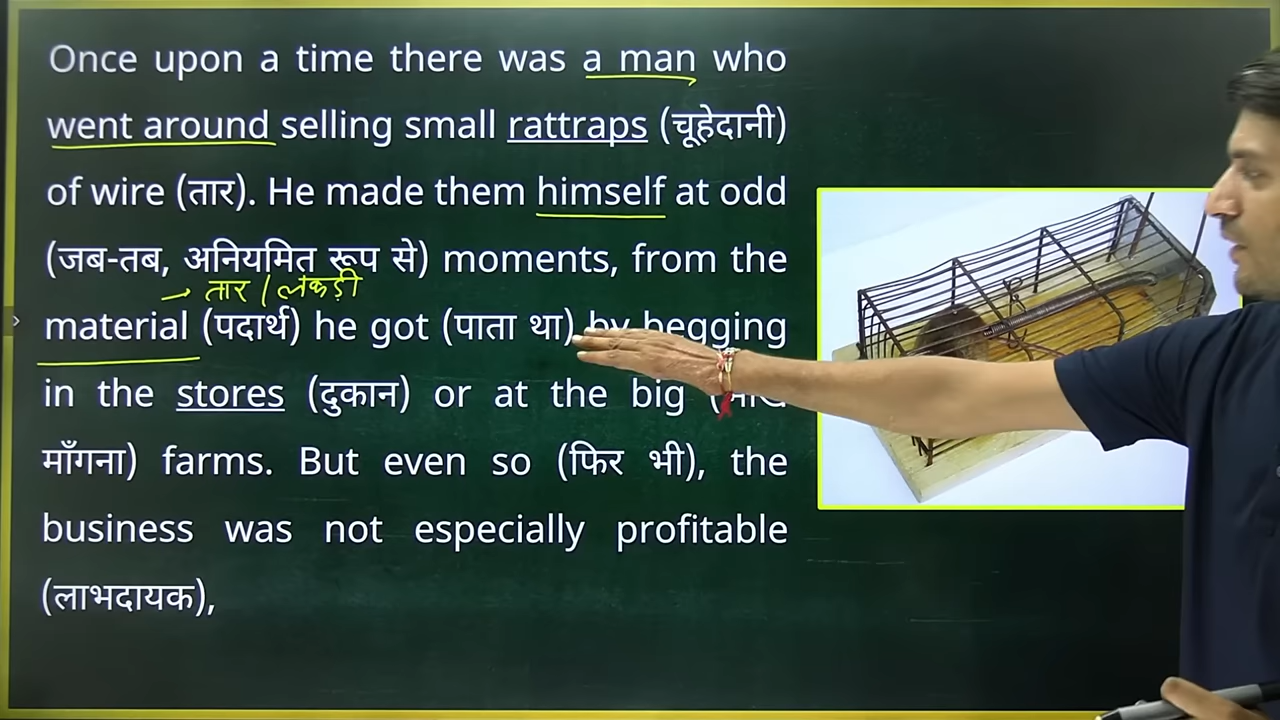 Once upon a time there was a man who
went around selling small rattraps (चूहेदानी)
of wire (तार). He made them himself at odd
(जब-तब, अनियमित रूप से) moments, from the
→ तार / लकड़ी
material (पदार्थ) he got (पाता था) by begging
in the stores (दुकान) or at the big
माँगना) farms. But even so (फिर भी), the
business was not especially profitable
(लाभदायक),